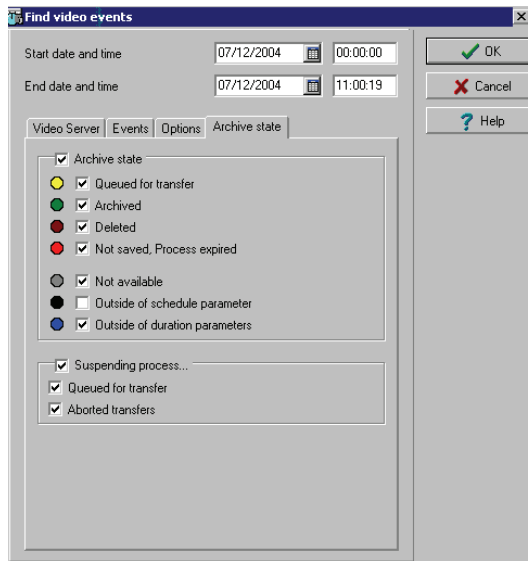 Find video events
Start date and time 07/12/2004 00:00:00 OK
End date and time 07/12/2004 11:00:19 Cancel
Help
Video Server Events Options Archive state
Archive state
Queued for transfer
Archived
Deleted
Not saved, Process expired
Not available
Outside of schedule parameter
Outside of duration parameters
Suspending process...
Queued for transfer
Aborted transfers